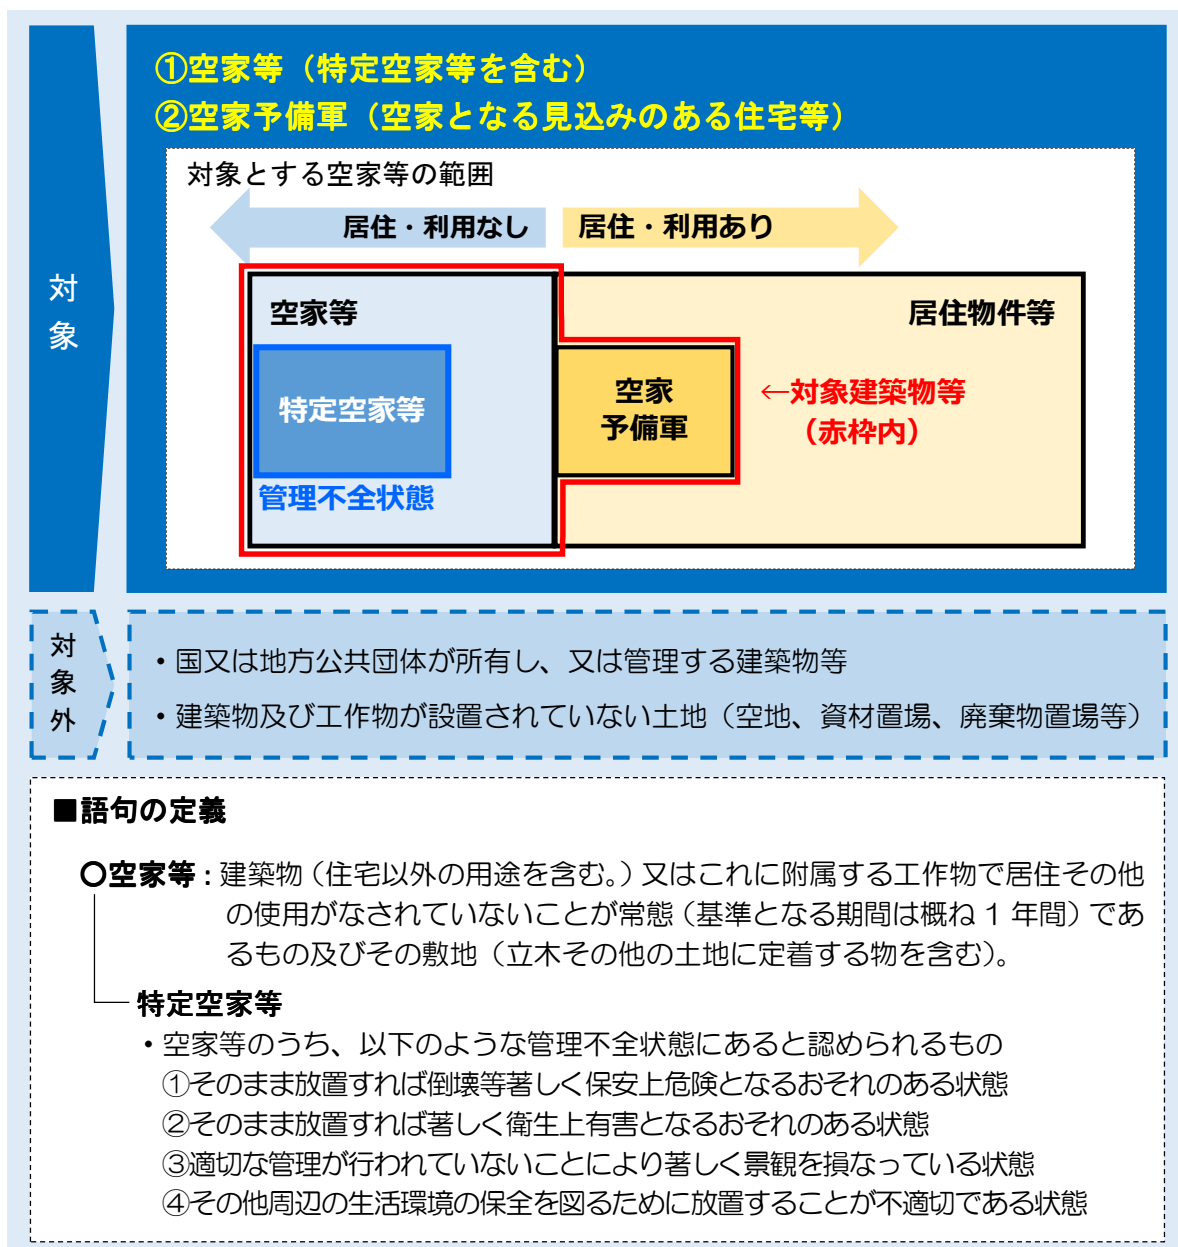 対象
①空家等（特定空家等を含む）
②空家予備軍（空家となる見込みのある住宅等）
対象とする空家等の範囲
居住・利用なし
居住・利用あり
空家等
居住物件等
特定空家等
管理不全状態
空家
予備軍
←対象建築物等
（赤枠内）
対象外
・国又は地方公共団体が所有し、又は管理する建築物等
・建築物及び工作物が設置されていない土地（空地、資材置場、廃棄物置場等）
■語句の定義
〇空家等：建築物（住宅以外の用途を含む。）又はこれに附属する工作物で居住その他
の使用がなされていないことが常態（基準となる期間は概ね 1 年間）であ
るもの及びその敷地（立木その他の土地に定着する物を含む）。
特定空家等
・空家等のうち、以下のような管理不全状態にあると認められるもの
①そのまま放置すれば倒壊等著しく保安上危険となるおそれのある状態
②そのまま放置すれば著しく衛生上有害となるおそれのある状態
③適切な管理が行われていないことにより著しく景観を損なっている状態
④その他周辺の生活環境の保全を図るために放置することが不適切である状態